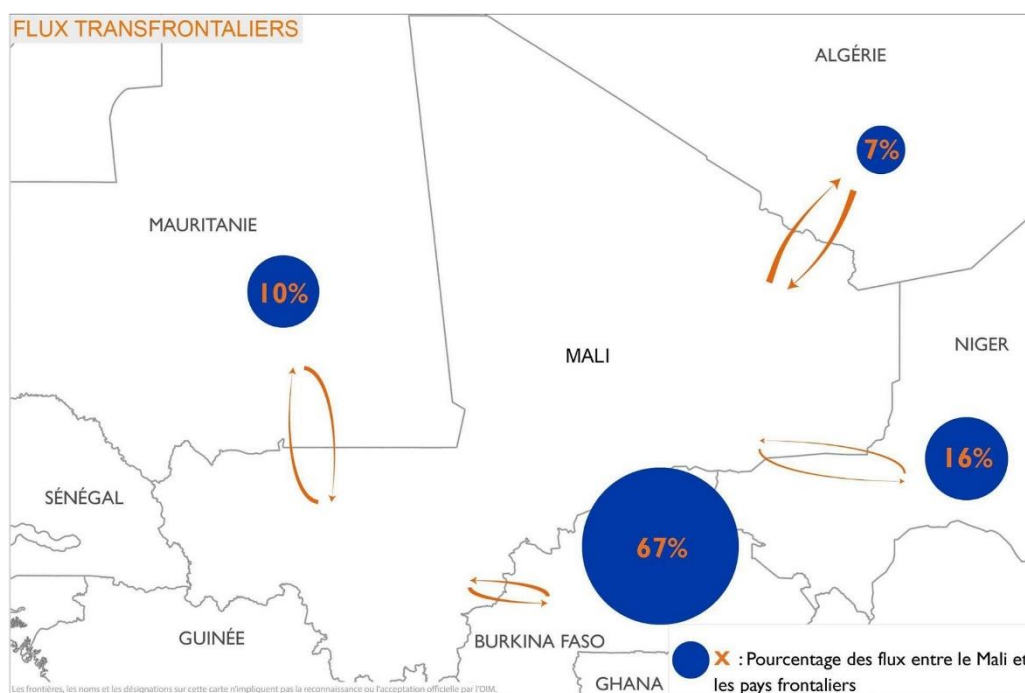 FLUX TRANSFRONTALIERS
ALGÉRIE
7%
MAURITANIE
10%
MALI
NIGER
16%
SÉNÉGAL
67%
GUINÉE
BURKINA FASO
GHANA
X : Pourcentage des flux entre le Mali et
les pays frontaliers
Les frontières, les noms et les désignations sur cette carte n'impliquent pas la reconnaissance ou l'acceptation officielle par l'OIM.